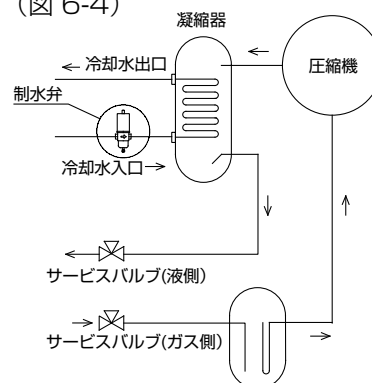 (図 6-4)
凝縮器
冷却水出口
圧縮機
制水弁
冷却水入口
サービスバルブ(液側)
サービスバルブ(ガス側)